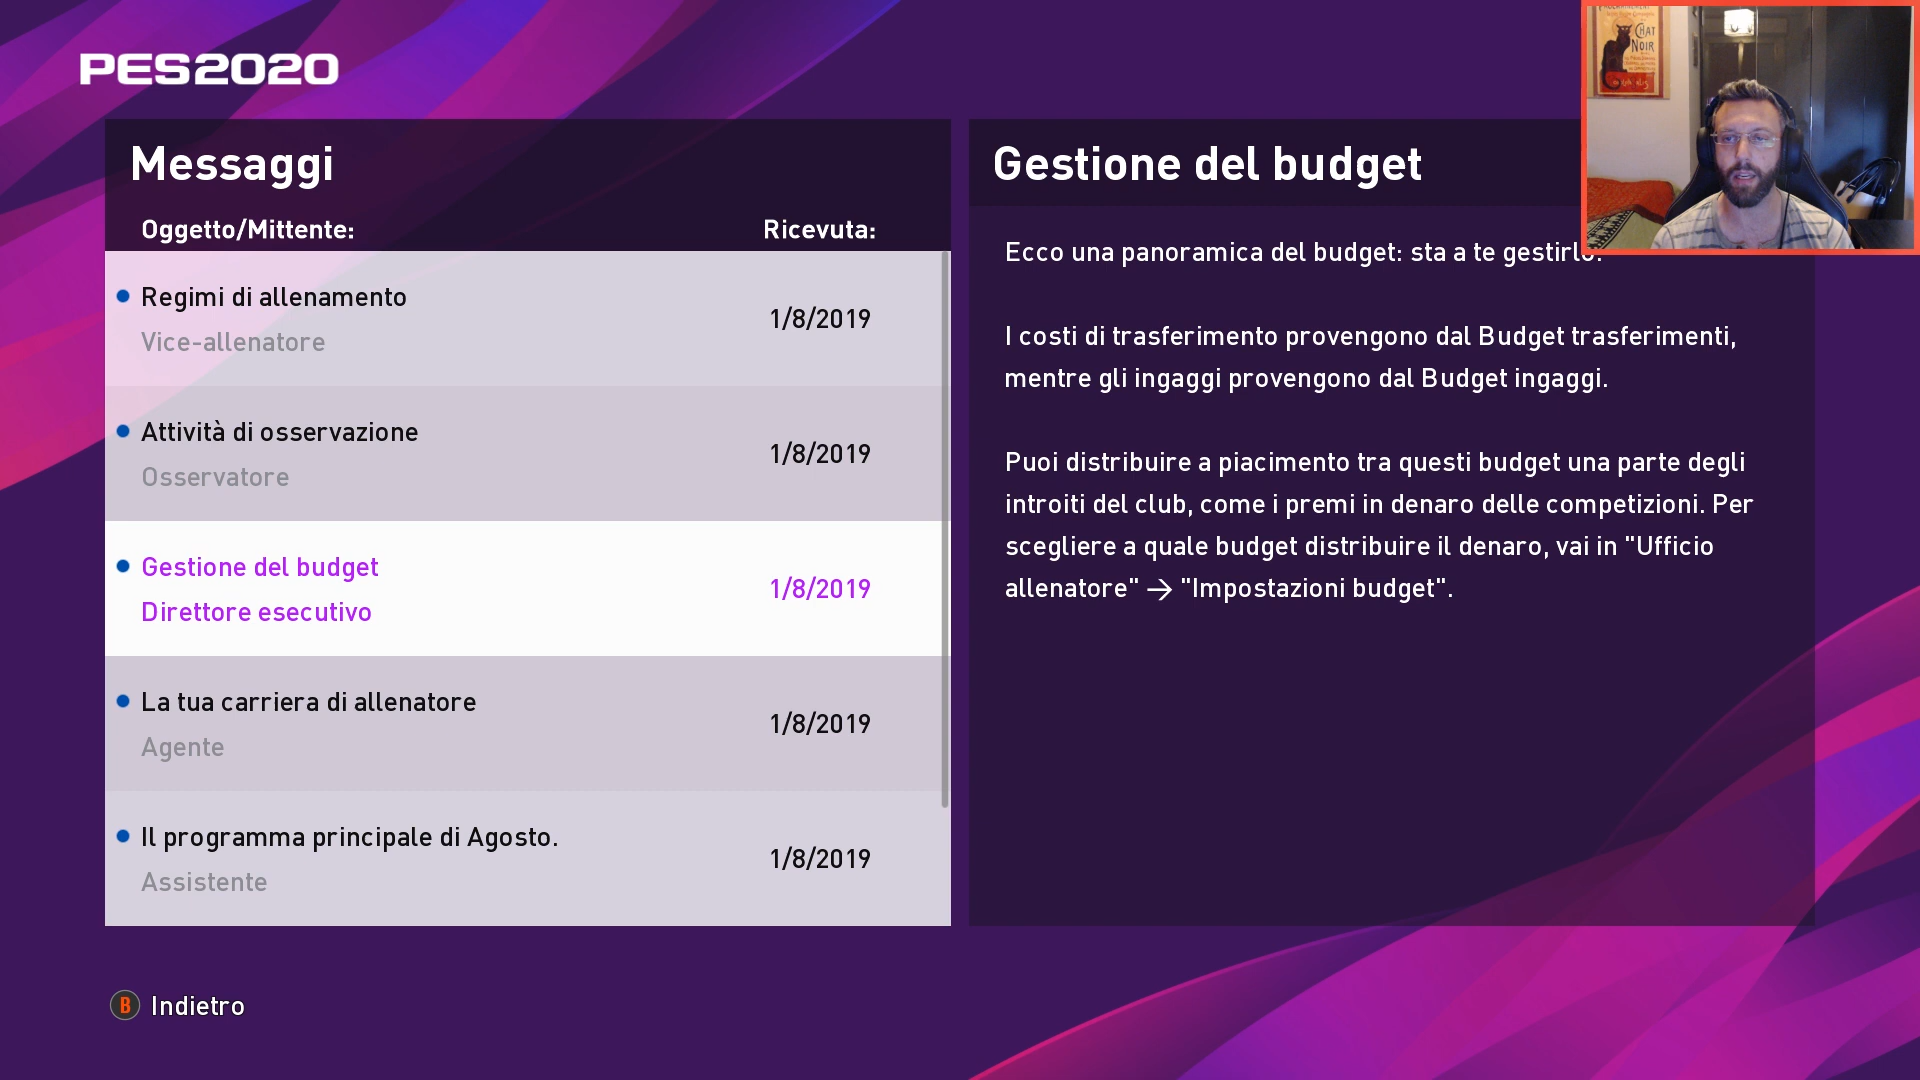 PES2020
Messaggi
Oggetto/Mittente:
Ricevuta:
Regimi di allenamento
Vice-allenatore
1/8/2019
Attività di osservazione
Osservatore
1/8/2019
Gestione del budget
Direttore esecutivo
1/8/2019
La tua carriera di allenatore
Agente
1/8/2019
Il programma principale di Agosto.
Assistente
1/8/2019
Gestione del budget
Ecco una panoramica del budget: sta a te gestirlo.
I costi di trasferimento provengono dal Budget trasferimenti,
mentre gli ingaggi provengono dal Budget ingaggi.
Puoi distribuire a piacimento tra questi budget una parte degli
introiti del club, come i premi in denaro delle competizioni. Per
scegliere a quale budget distribuire il denaro, vai in "Ufficio
allenatore" → "Impostazioni budget".
CHAT
NOIR
B Indietro